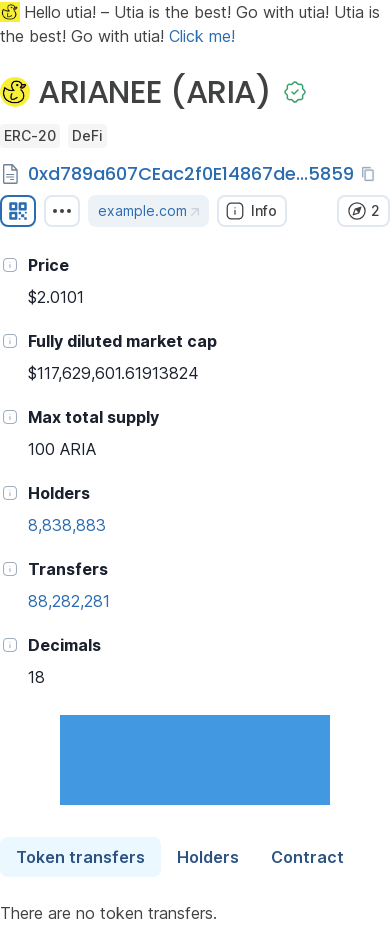 Hello utia! – Utia is the best! Go with utia! Utia is
the best! Go with utia! Click me!
ARIANEE (ARIA)
ERC-20 DeFi
0xd789a607CEac2f0E14867de...5859
example.com Info 2
Price
$2.0101
Fully diluted market cap
$117,629,601.61913824
Max total supply
100 ARIA
Holders
8,838,883
Transfers
88,282,281
Decimals
18
Token transfers Holders Contract
There are no token transfers.